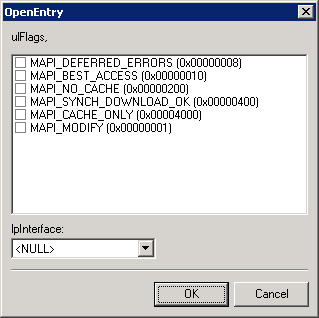 OpenEntry
ulFlags,
MAPI_DEFERRED_ERRORS (0x00000008)
MAPI_BEST_ACCESS (0x00000010)
MAPI_NO_CACHE (0x00000200)
MAPI_SYNCH_DOWNLOAD_OK (0x00000400)
MAPI_CACHE_ONLY (0x00004000)
MAPI_MODIFY (0x00000001)
lpInterface:
<NULL>
OK
Cancel